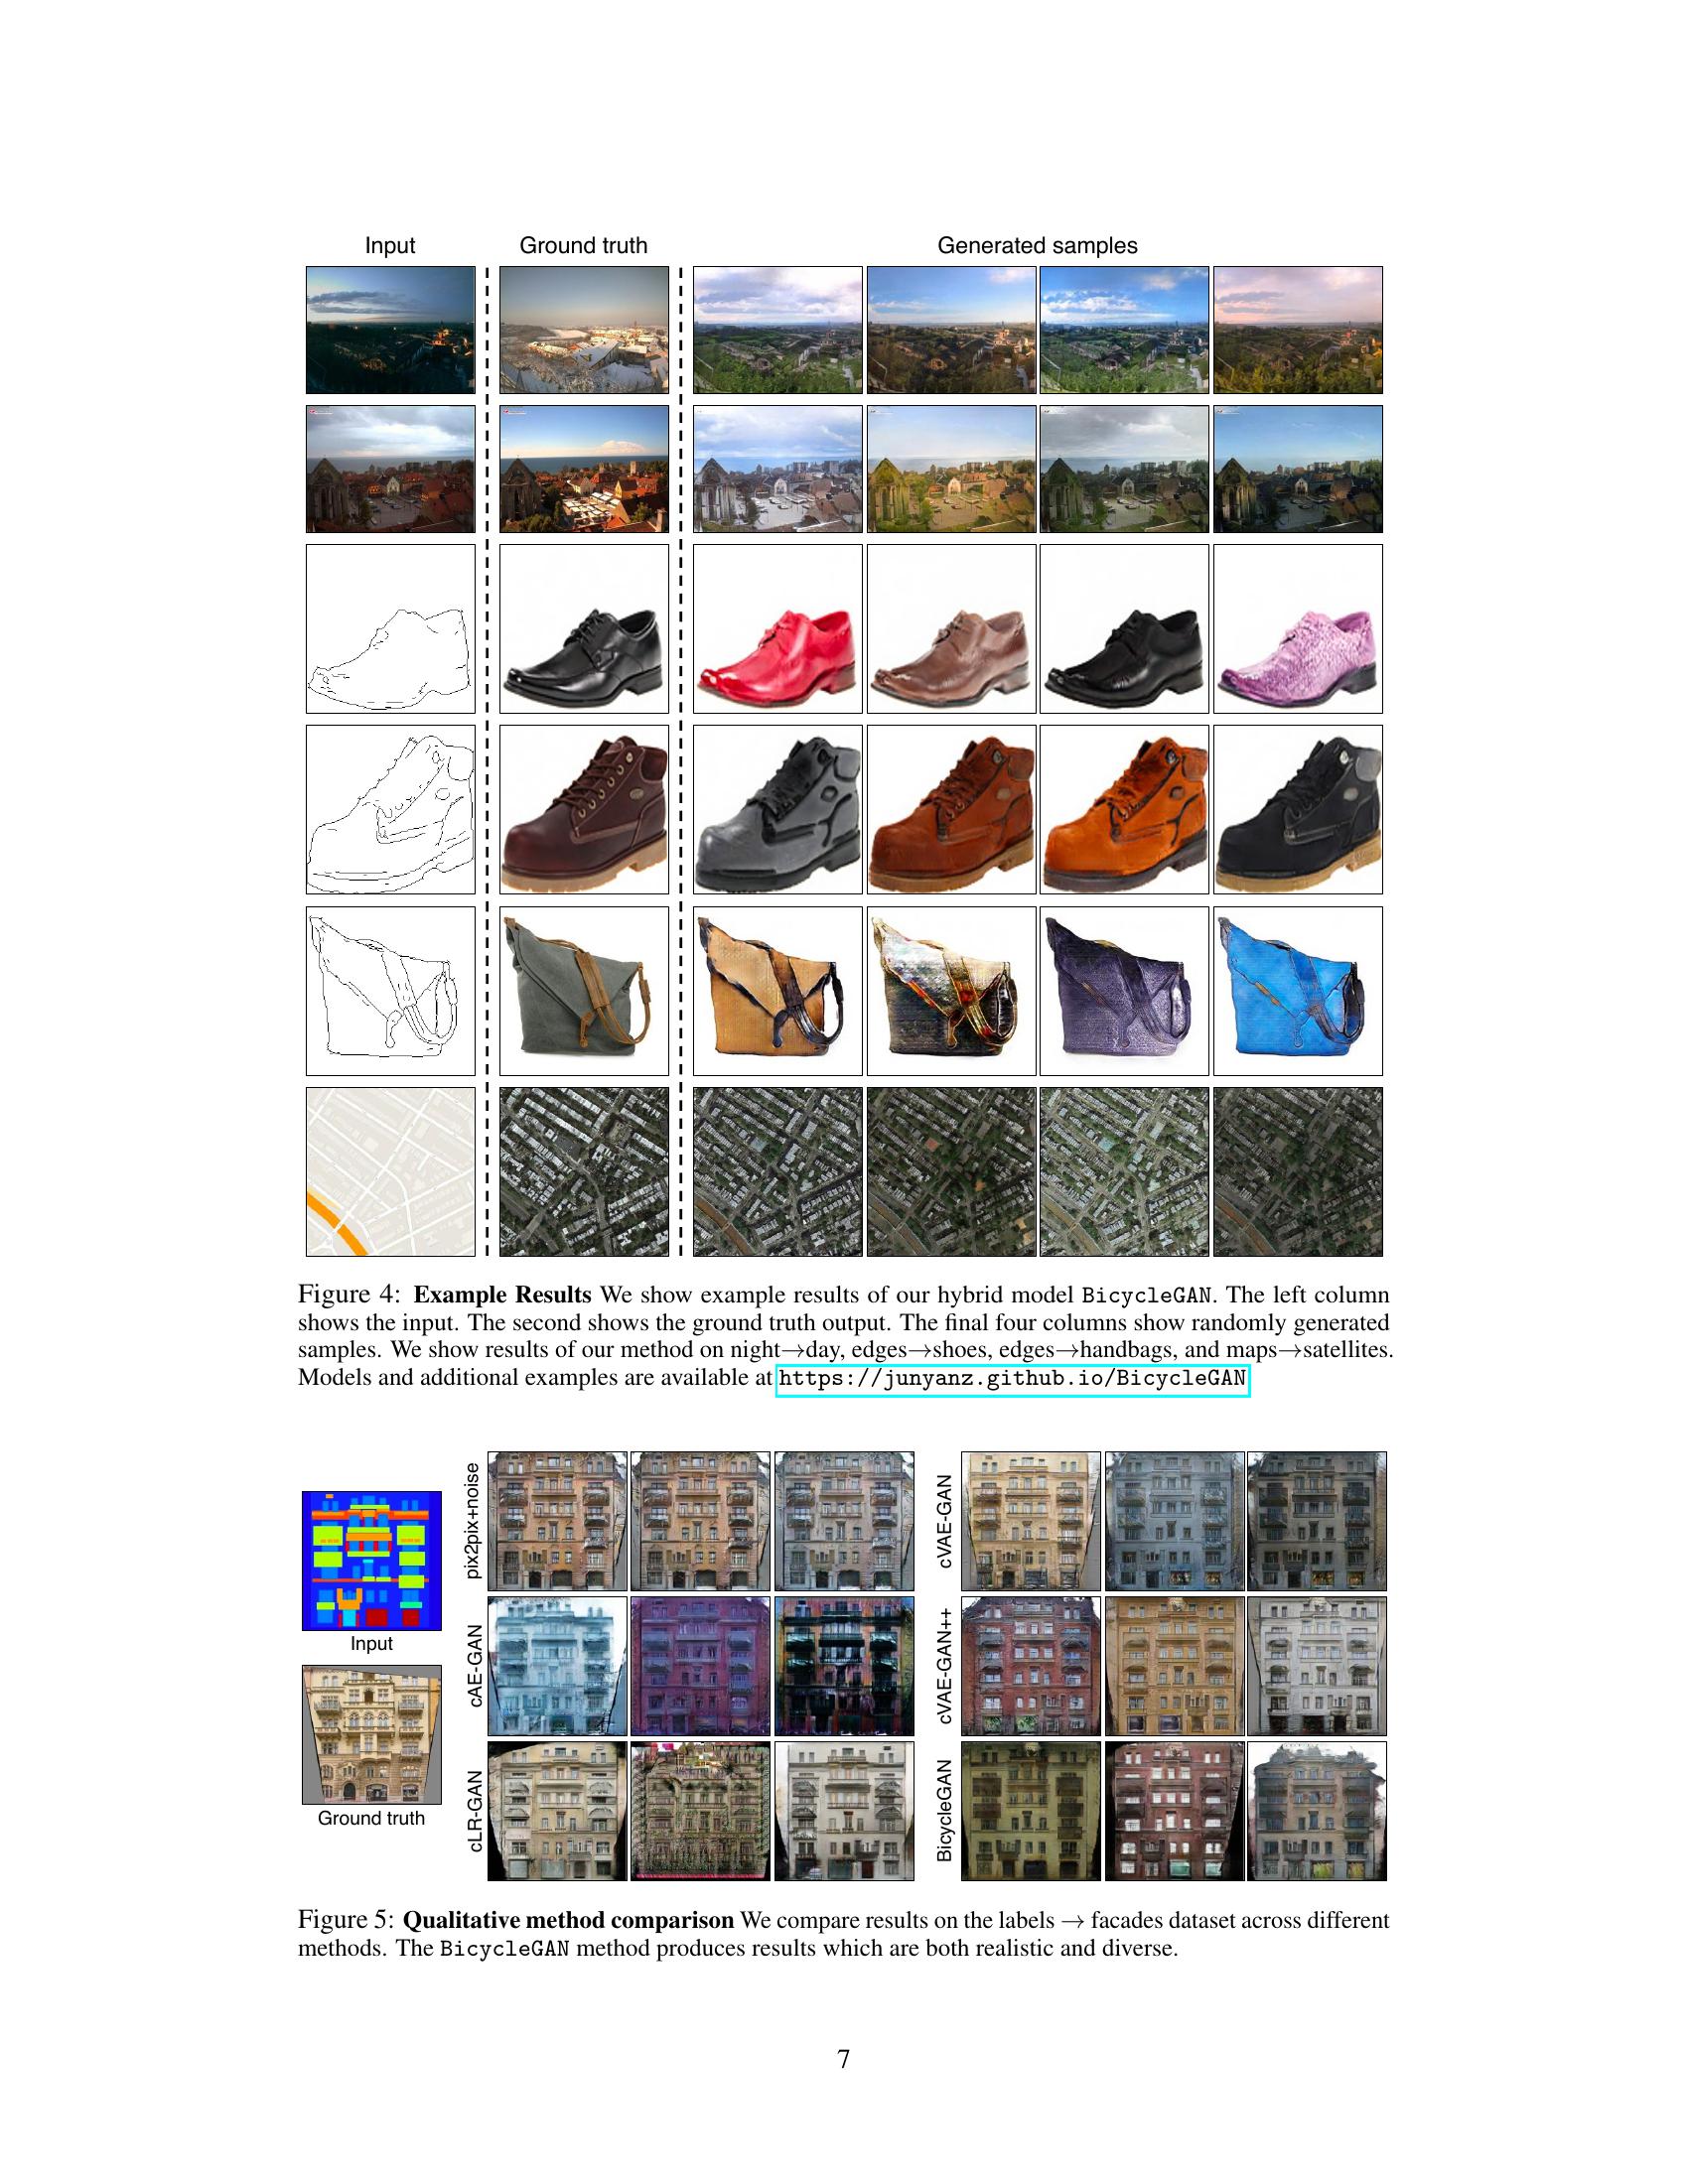 Input Ground truth Generated samples
Figure 4: Example Results We show example results of our hybrid model BicycleGAN. The left column
shows the input. The second shows the ground truth output. The final four columns show randomly generated
samples. We show results of our method on night→day, edges→shoes, edges→handbags, and maps→satellites.
Models and additional examples are available at https://junyanz.github.io/BicycleGAN
Input
Ground truth
pix2pix+noise
cAE-GAN
cLR-GAN
cVAE-GAN
cVAE-GAN++
BicycleGAN
Figure 5: Qualitative method comparison We compare results on the labels → facades dataset across different
methods. The BicycleGAN method produces results which are both realistic and diverse.
7